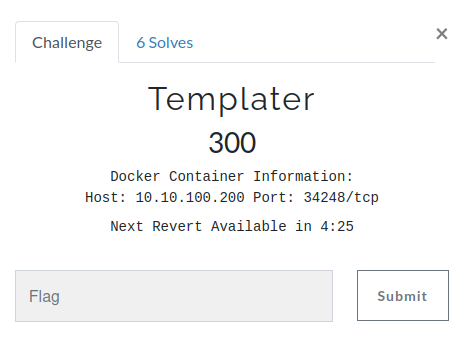 Challenge
6 Solves
×
Templater
300
Docker Container Information:
Host: 10.10.100.200 Port: 34248/tcp
Next Revert Available in 4:25
Flag
Submit